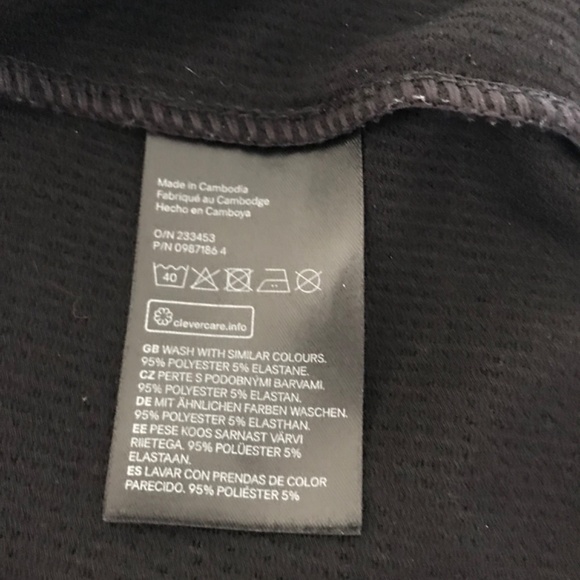 Made in Cambodia
Fabriqué au Cambodge
Hecho en Camboya
O/N 233453
P/N 0987186 4
40
clevercare.info
GB WASH WITH SIMILAR COLOURS.
95% POLYESTER 5% ELASTANE.
CZ PERTE S PODOBNÝMI BARVAMI.
95% POLYESTER 5% ELASTAN.
DE MIT ÄHNLICHEN FARBEN WASCHEN.
95% POLYESTER 5% ELASTHAN.
EE PESE KOOS SARNAST VÄRVI
RIIETEGA. 95% POLÜESTER 5%
ELASTAAN.
ES LAVAR CON PRENDAS DE COLOR
PARECIDO. 95% POLIÉSTER 5%